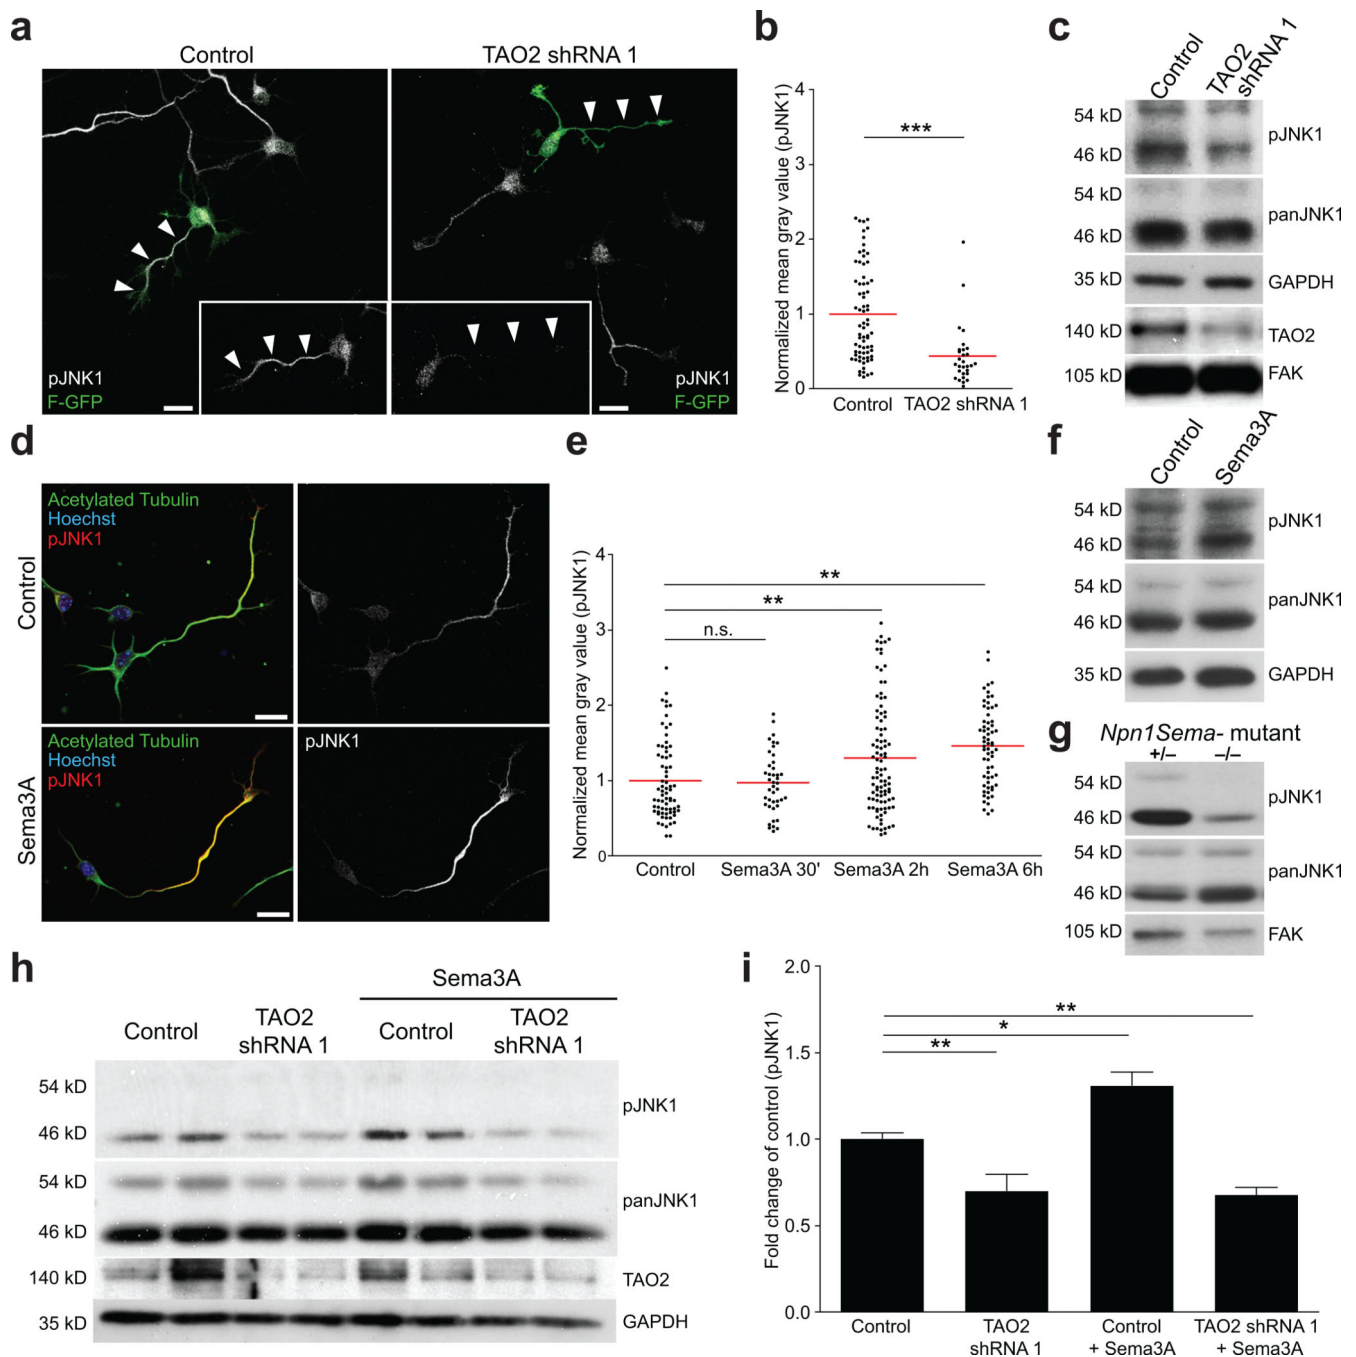 a
Control
TAO2 shRNA 1
pJNK1
F-GFP
pJNK1
F-GFP
b
Normalized mean gray value (pJNK1)
4
3
2
1
0
***
Control
TAO2 shRNA 1
c
Control
TAO2
shRNA 1
54 kD
46 kD
pJNK1
54 kD
46 kD
panJNK1
35 kD
GAPDH
140 kD
TAO2
105 kD
FAK
d
Control
Acetylated Tubulin
Hoechst
pJNK1
Sema3A
Acetylated Tubulin
Hoechst
pJNK1
pJNK1
e
Normalized mean gray value (pJNK1)
4
3
2
1
0
**
**
n.s.
Control
Sema3A 30'
Sema3A 2h
Sema3A 6h
f
Control
Sema3A
54 kD
46 kD
pJNK1
54 kD
46 kD
panJNK1
35 kD
GAPDH
g
Npn1Sema- mutant
+/–
–/–
54 kD
46 kD
pJNK1
54 kD
46 kD
panJNK1
105 kD
FAK
h
Sema3A
Control
TAO2
shRNA 1
Control
TAO2
shRNA 1
54 kD
46 kD
pJNK1
54 kD
46 kD
panJNK1
140 kD
TAO2
35 kD
GAPDH
i
Fold change of control (pJNK1)
2.0
1.5
1.0
0.5
0.0
**
*
**
Control
TAO2
shRNA 1
Control
+ Sema3A
TAO2 shRNA 1
+ Sema3A